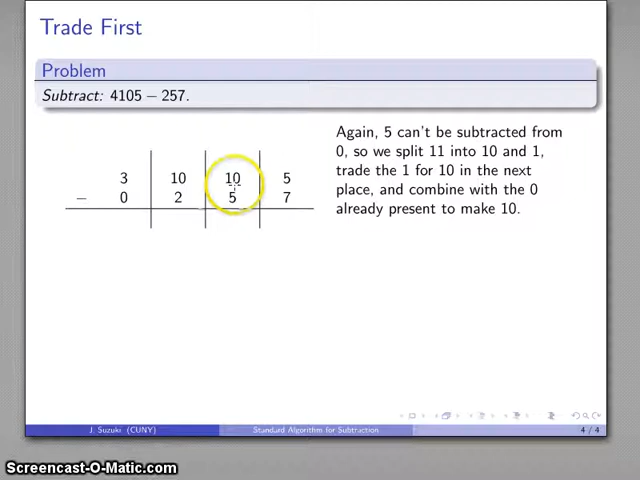 Trade First
Problem
Subtract: 4105 − 257.
Again, 5 can't be subtracted from
0, so we split 11 into 10 and 1,
trade the 1 for 10 in the next
place, and combine with the 0
already present to make 10.
3 10 10 5
− 0 2 5 7
J. Suzuki (CUNY)
Standard Algorithm for Subtraction
4 / 4
Screencast-O-Matic.com